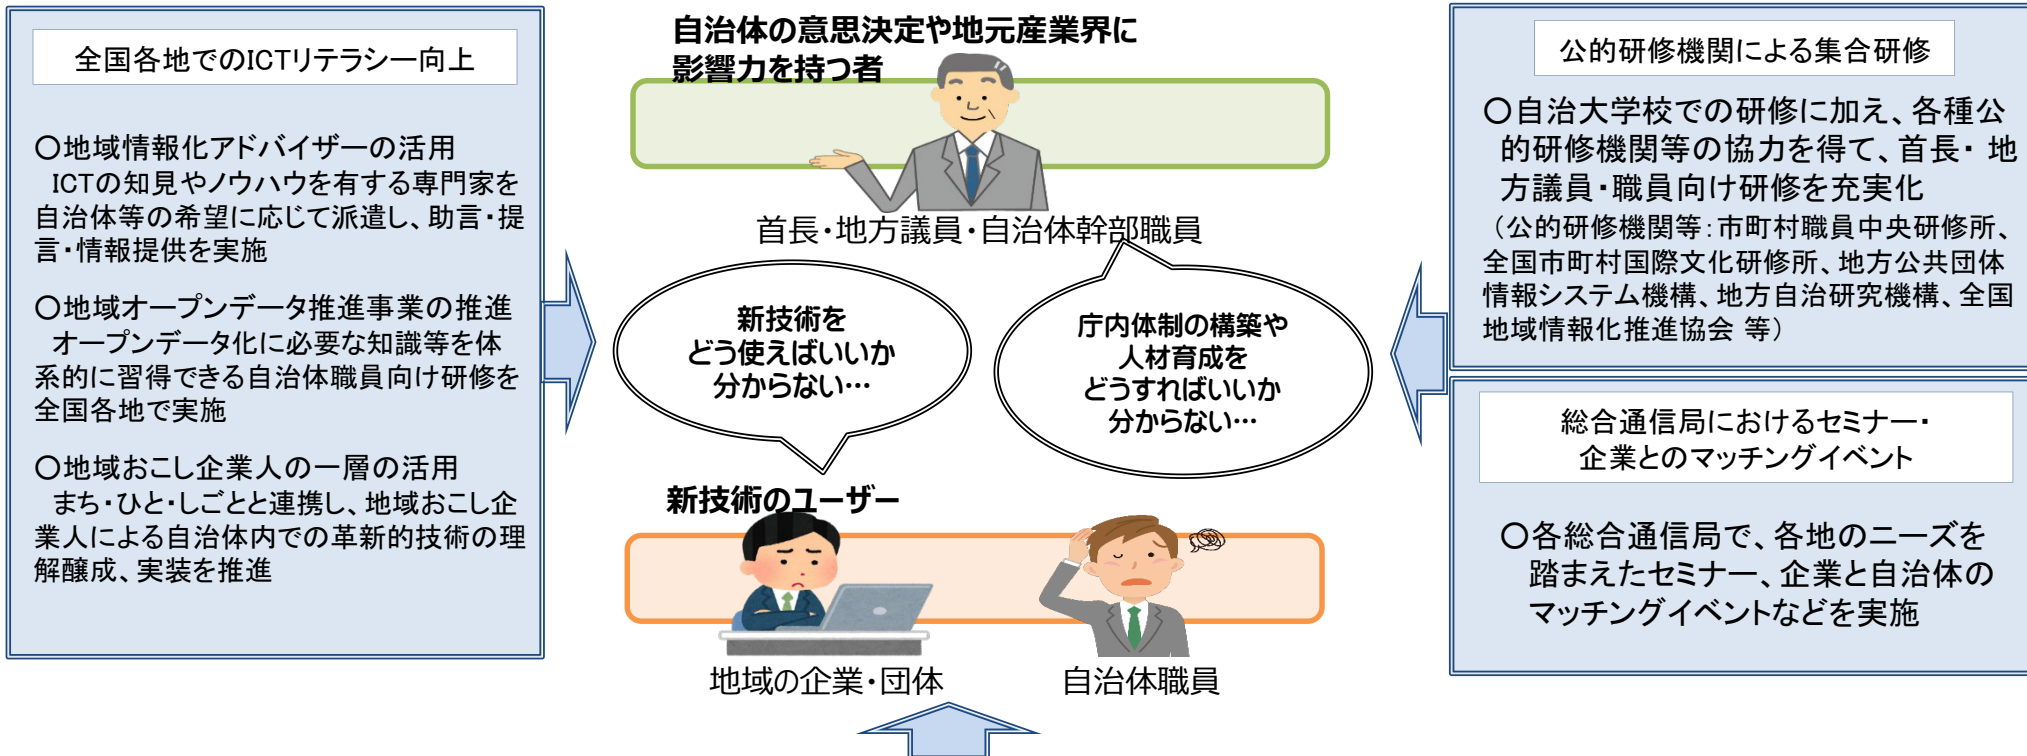 全国各地でのICTリテラシー向上
○地域情報化アドバイザーの活用
ICTの知見やノウハウを有する専門家を
自治体等の希望に応じて派遣し、助言・提
言・情報提供を実施
○地域オープンデータ推進事業の推進
オープンデータ化に必要な知識等を体
系的に習得できる自治体職員向け研修を
全国各地で実施
○地域おこし企業人の一層の活用
まち・ひと・しごとと連携し、地域おこし企
業人による自治体内での革新的技術の理
解醸成、実装を推進
自治体の意思決定や地元産業界に
影響力を持つ者
首長・地方議員・自治体幹部職員
新技術を
どう使えばいいか
分からない…
庁内体制の構築や
人材育成を
どうすればいいか
分からない…
新技術のユーザー
地域の企業・団体
自治体職員
公的研修機関による集合研修
○自治大学校での研修に加え、各種公
的研修機関等の協力を得て、首長・ 地
方議員・職員向け研修を充実化
（公的研修機関等：市町村職員中央研修所、
全国市町村国際文化研修所、地方公共団体
情報システム機構、地方自治研究機構、全国
地域情報化推進協会 等）
総合通信局におけるセミナー・
企業とのマッチングイベント
○各総合通信局で、各地のニーズを
踏まえたセミナー、企業と自治体の
マッチングイベントなどを実施